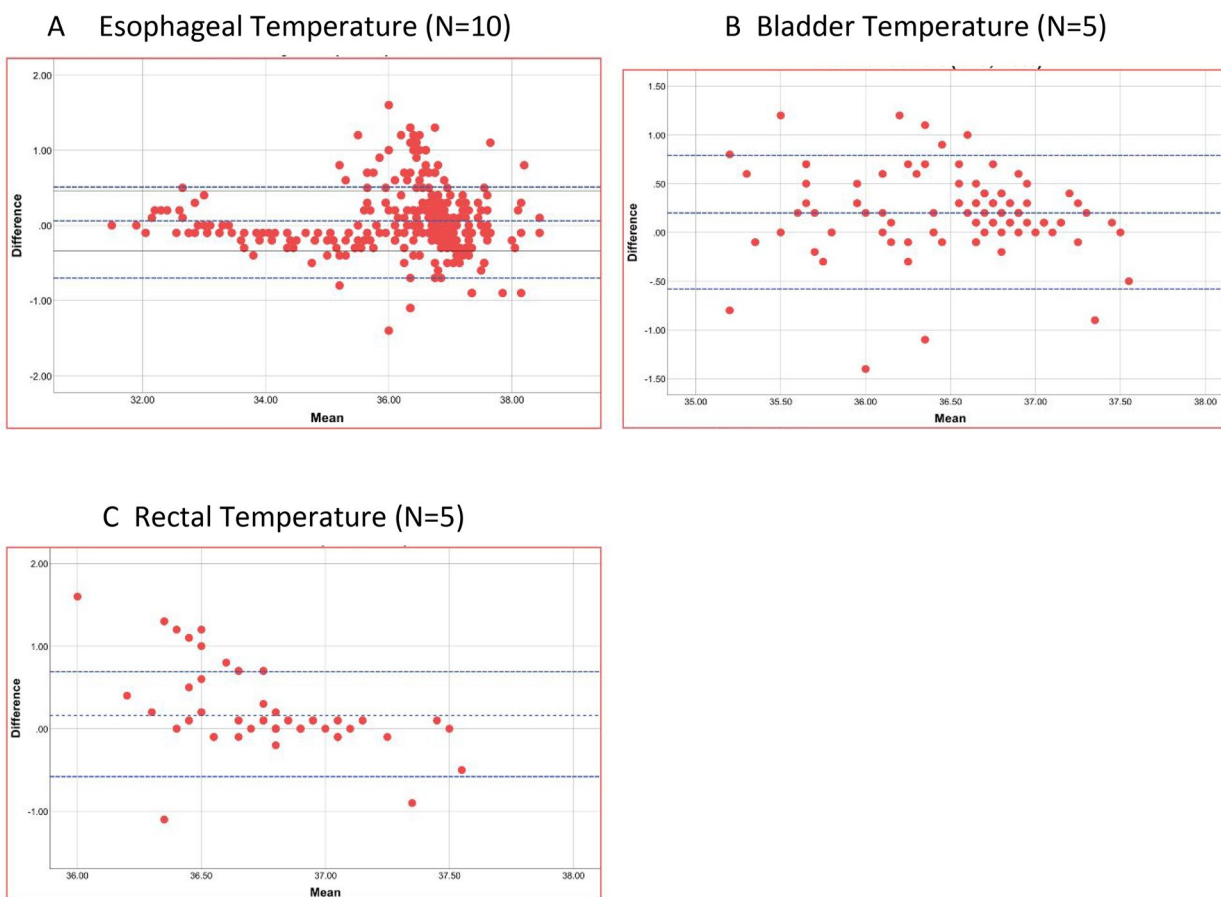 A Esophageal Temperature (N=10)
2.00
1.00
.00
-1.00
-2.00
Difference
32.00 34.00 36.00 38.00
Mean
B Bladder Temperature (N=5)
1.50
1.00
.50
.00
-.50
-1.00
-1.50
Difference
35.00 35.50 36.00 36.50 37.00 37.50 38.00
Mean
C Rectal Temperature (N=5)
2.00
1.00
.00
-1.00
Difference
36.00 36.50 37.00 37.50 38.00
Mean